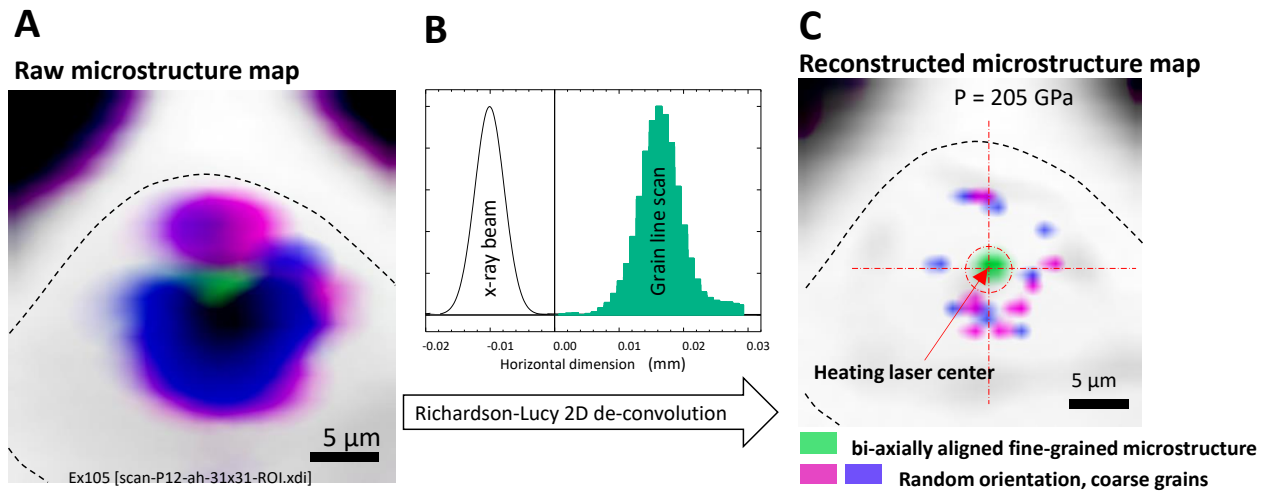 A
Raw microstructure map
5 µm
Ex105 [scan-P12-ah-31x31-ROI.xdi]
B
x-ray beam
Grain line scan
-0.02 -0.01 0.00 0.01 0.02 0.03
Horizontal dimension (mm)
Richardson-Lucy 2D de-convolution
C
Reconstructed microstructure map
P = 205 GPa
Heating laser center
5 µm
bi-axially aligned fine-grained microstructure
Random orientation, coarse grains